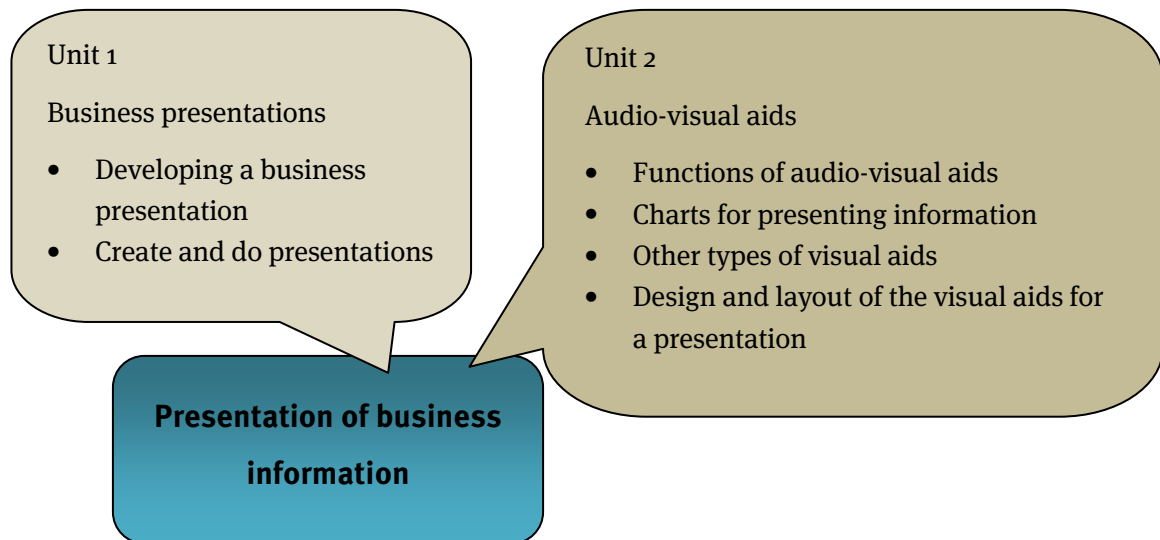 Unit 1
Business presentations
• Developing a business
presentation
• Create and do presentations
Unit 2
Audio-visual aids
• Functions of audio-visual aids
• Charts for presenting information
• Other types of visual aids
• Design and layout of the visual aids for
a presentation
Presentation of business
information